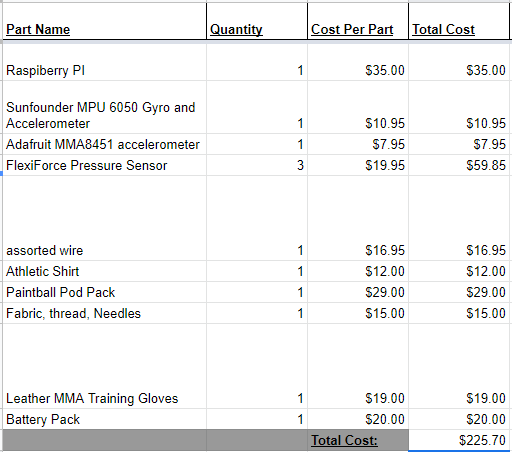 Part Name Quantity Cost Per Part Total Cost
Raspiberry PI 1 $35.00 $35.00
Sunfounder MPU 6050 Gyro and
Accelerometer 1 $10.95 $10.95
Adafruit MMA8451 accelerometer 1 $7.95 $7.95
FlexiForce Pressure Sensor 3 $19.95 $59.85
assorted wire 1 $16.95 $16.95
Athletic Shirt 1 $12.00 $12.00
Paintball Pod Pack 1 $29.00 $29.00
Fabric, thread, Needles 1 $15.00 $15.00
Leather MMA Training Gloves 1 $19.00 $19.00
Battery Pack 1 $20.00 $20.00
Total Cost: $225.70